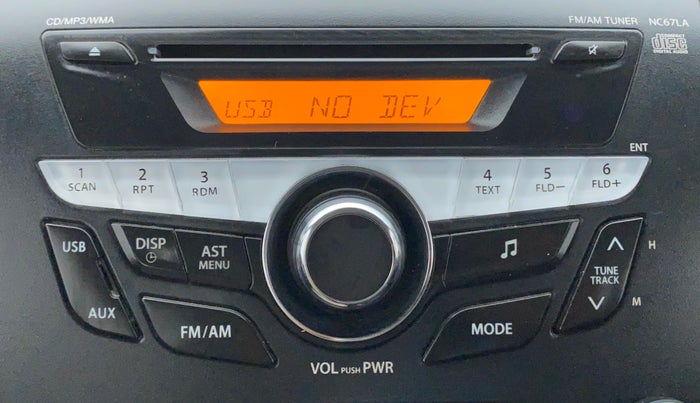 CD/MP3/WMA
FM/AM TUNER NC67LA
COMPACT
disc
DIGITAL AUDIO
USB NO DEV
ENT
1 SCAN
2 RPT
3 RDM
4 TEXT
5 FLD−
6 FLD+
USB
AUX
DISP
AST MENU
TUNE TRACK
H
M
FM/AM
MODE
VOL PUSH PWR